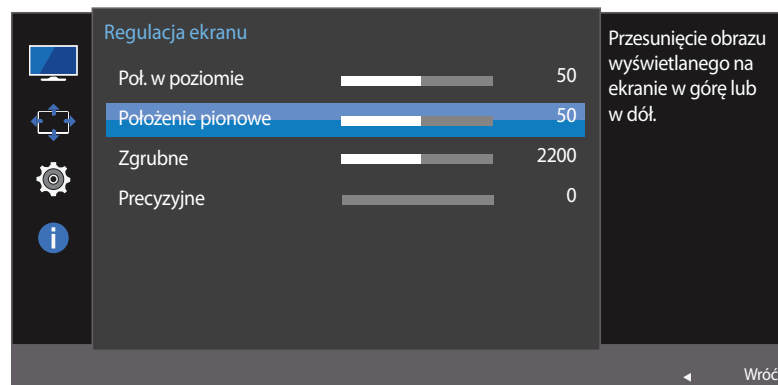 Regulacja ekranu
Poł. w poziomie 50
Położenie pionowe 50
Zgrubne 2200
Precyzyjne 0
Przesunięcie obrazu
wyświetlanego na
ekranie w górę lub
w dół.
Wróć